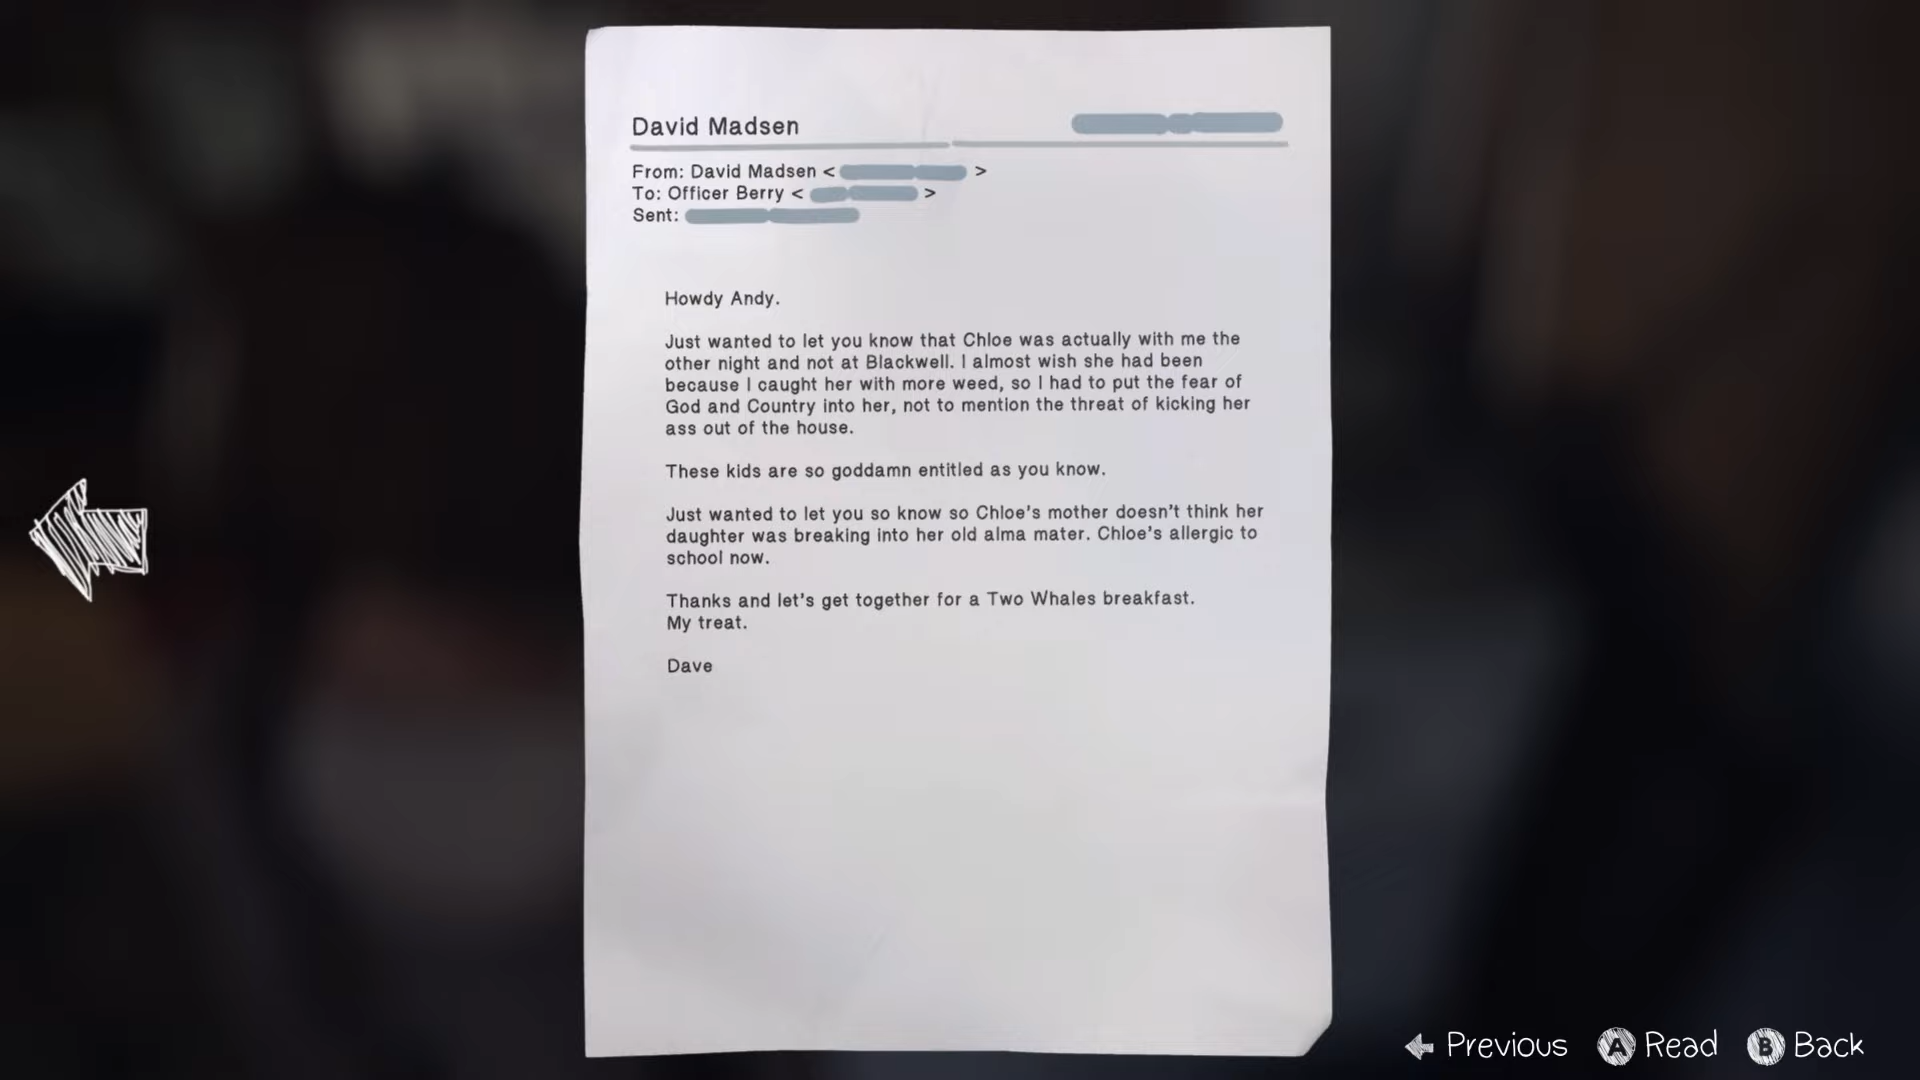 David Madsen
From: David Madsen < >
To: Officer Berry < >
Sent:
Howdy Andy.
Just wanted to let you know that Chloe was actually with me the
other night and not at Blackwell. I almost wish she had been
because I caught her with more weed, so I had to put the fear of
God and Country into her, not to mention the threat of kicking her
ass out of the house.
These kids are so goddamn entitled as you know.
Just wanted to let you so know so Chloe's mother doesn't think her
daughter was breaking into her old alma mater. Chloe's allergic to
school now.
Thanks and let's get together for a Two Whales breakfast.
My treat.
Dave
Previous A Read B Back